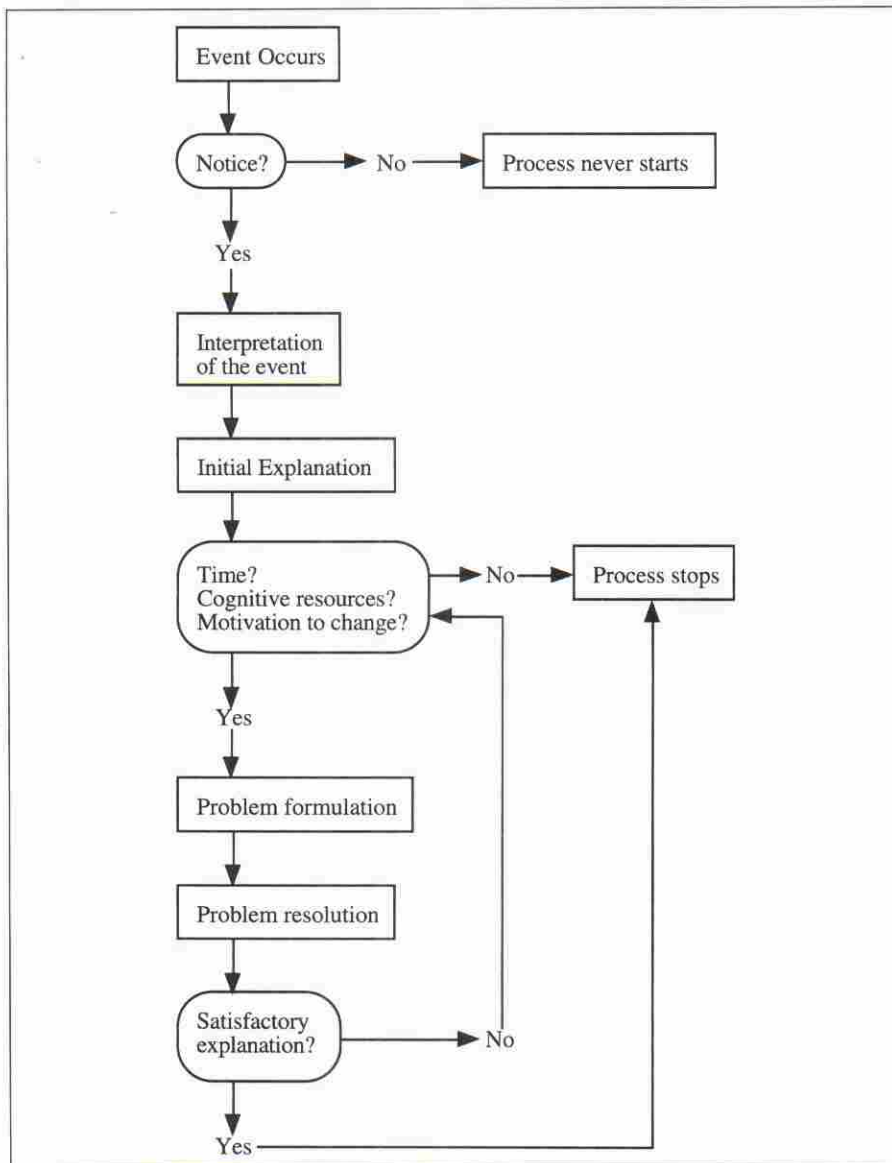 Event Occurs
Notice?
No
Process never starts
Yes
Interpretation
of the event
Initial Explanation
Time?
Cognitive resources?
Motivation to change?
No
Process stops
Yes
Problem formulation
Problem resolution
Satisfactory
explanation?
No
Yes